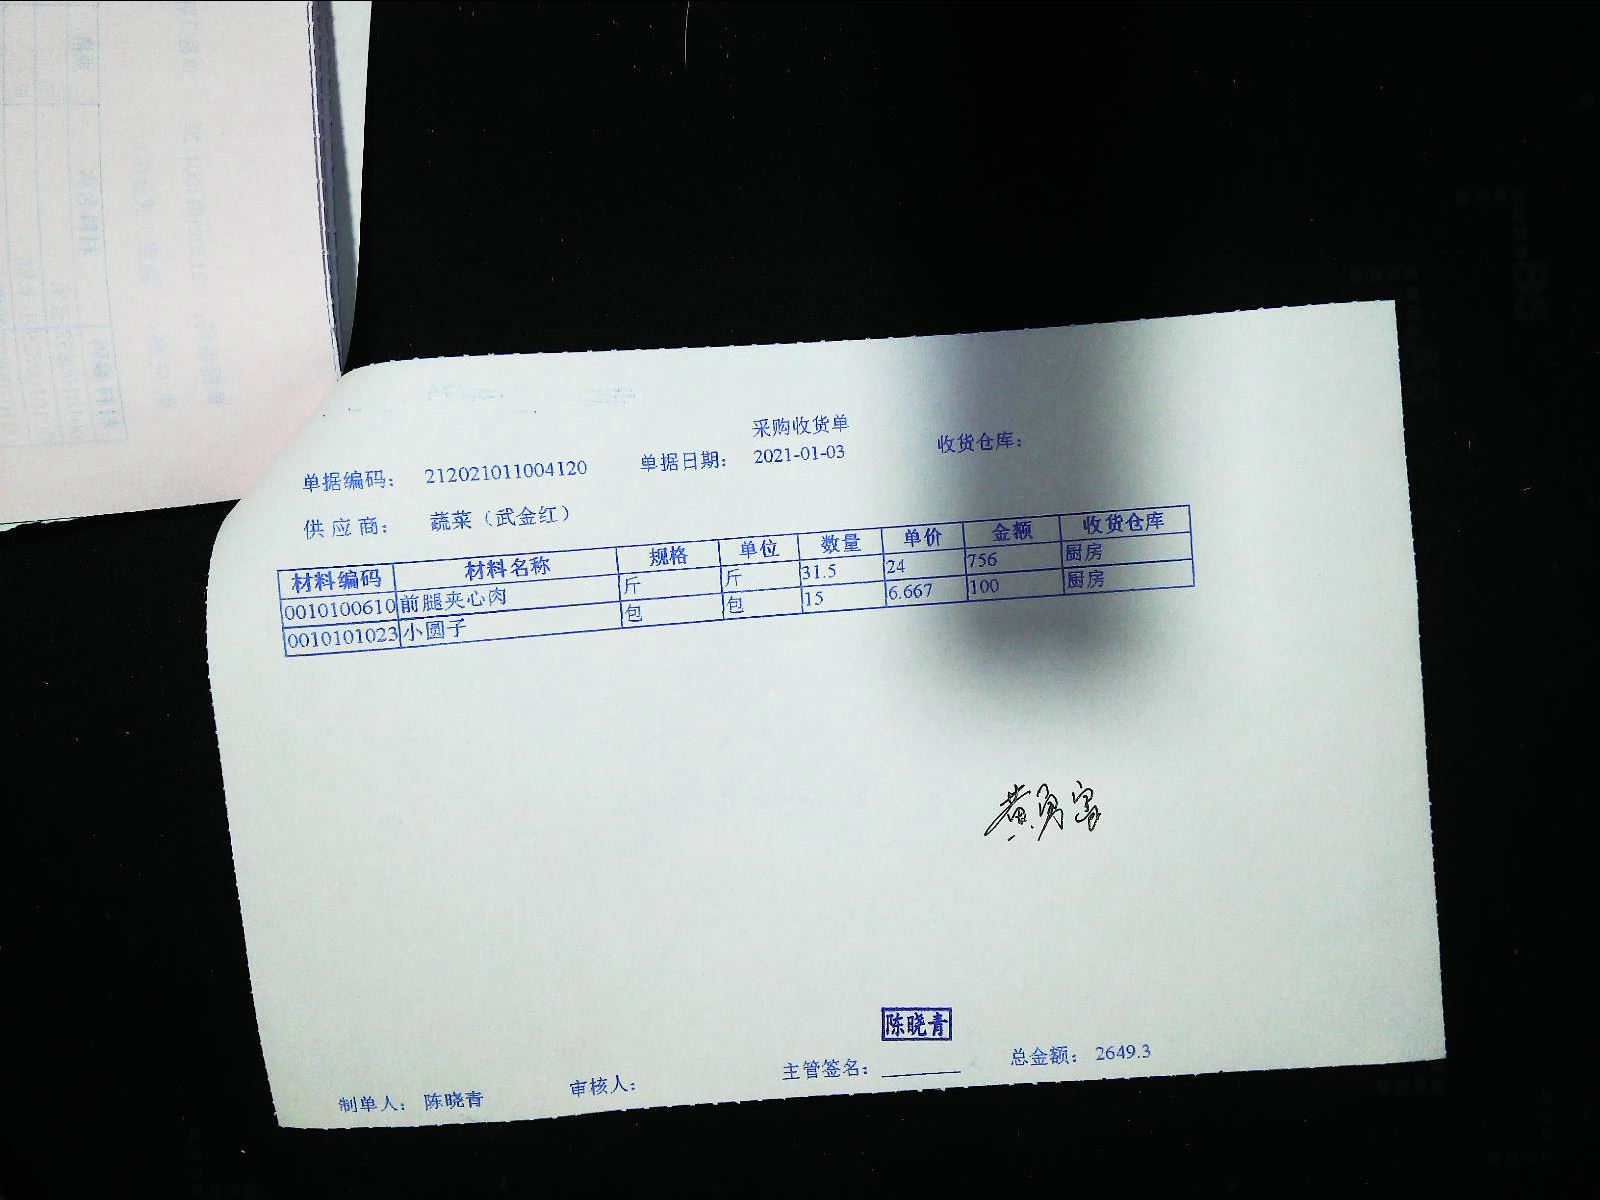 采购收货单
单据编码： 212021011004120 单据日期： 2021-01-03 收货仓库：
供 应 商： 蔬菜（武金红）
材料编码 材料名称 规格 单位 数量 单价 金额 收货仓库
0010100610 前腿夹心肉 斤 斤 31.5 24 756 厨房
0010101023 小圆子 包 包 15 6.667 100 厨房
黄勇富
陈晓青
制单人： 陈晓青 审核人： 主管签名： 总金额： 2649.3